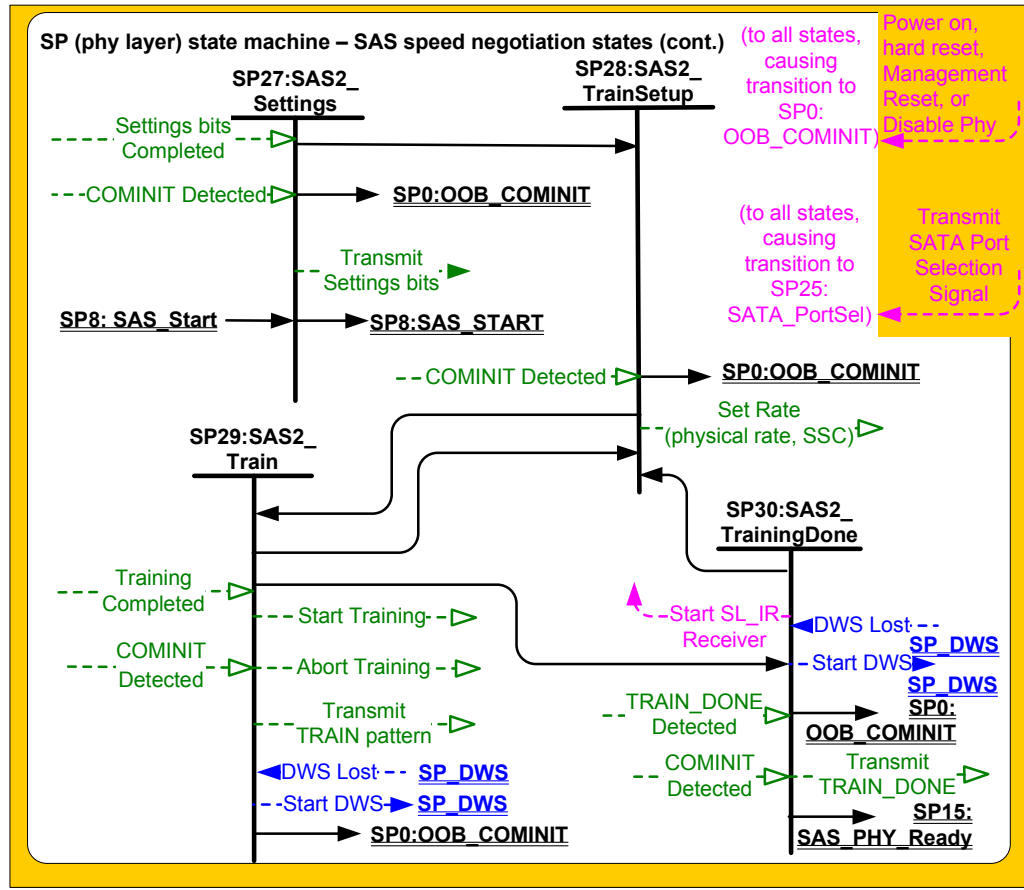 SP (phy layer) state machine – SAS speed negotiation states (cont.)
(to all states,
causing
transition to
SP0:
OOB_COMINIT)
Power on,
hard reset,
Management
Reset, or
Disable Phy
SP27:SAS2_
Settings
SP28:SAS2_
TrainSetup
Settings bits
Completed
COMINIT Detected
SP0:OOB_COMINIT
(to all states,
causing
transition to
SP25:
SATA_PortSel)
Transmit
SATA Port
Selection
Signal
Transmit
Settings bits
SP8: SAS_Start
SP8:SAS_START
COMINIT Detected
SP0:OOB_COMINIT
Set Rate
(physical rate, SSC)
SP29:SAS2_
Train
SP30:SAS2_
TrainingDone
Training
Completed
Start Training
Start SL_IR
Receiver
DWS Lost
SP_DWS
Start DWS
SP_DWS
COMINIT
Detected
Abort Training
Transmit
TRAIN pattern
TRAIN_DONE
Detected
SP0:
OOB_COMINIT
COMINIT
Detected
Transmit
TRAIN_DONE
DWS Lost
SP_DWS
Start DWS
SP_DWS
SP0:OOB_COMINIT
SP15:
SAS_PHY_Ready